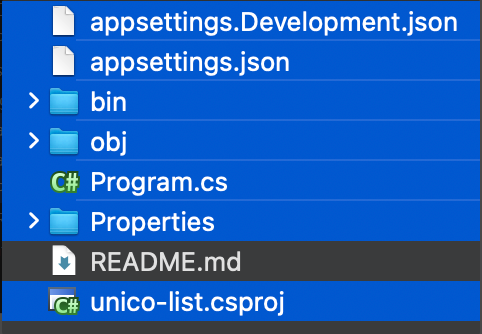 appsettings.Development.json
appsettings.json
bin
obj
C# Program.cs
Properties
README.md
C# unico-list.csproj